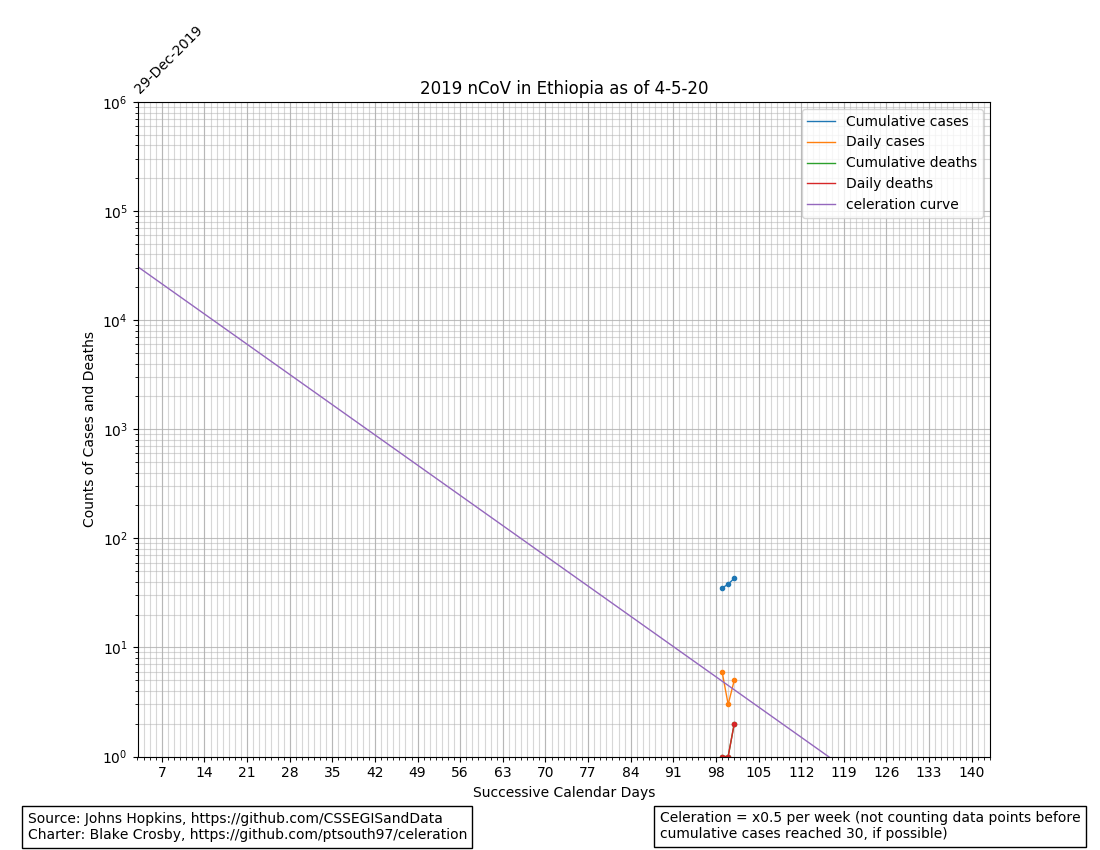 29-Dec-2019
2019 nCoV in Ethiopia as of 4-5-20
Cumulative cases
Daily cases
Cumulative deaths
Daily deaths
celeration curve
Counts of Cases and Deaths
10^6
10^5
10^4
10^3
10^2
10^1
10^0
7 14 21 28 35 42 49 56 63 70 77 84 91 98 105 112 119 126 133 140
Successive Calendar Days
Source: Johns Hopkins, https://github.com/CSSEGISandData
Charter: Blake Crosby, https://github.com/ptsouth97/celeration
Celeration = x0.5 per week (not counting data points before
cumulative cases reached 30, if possible)